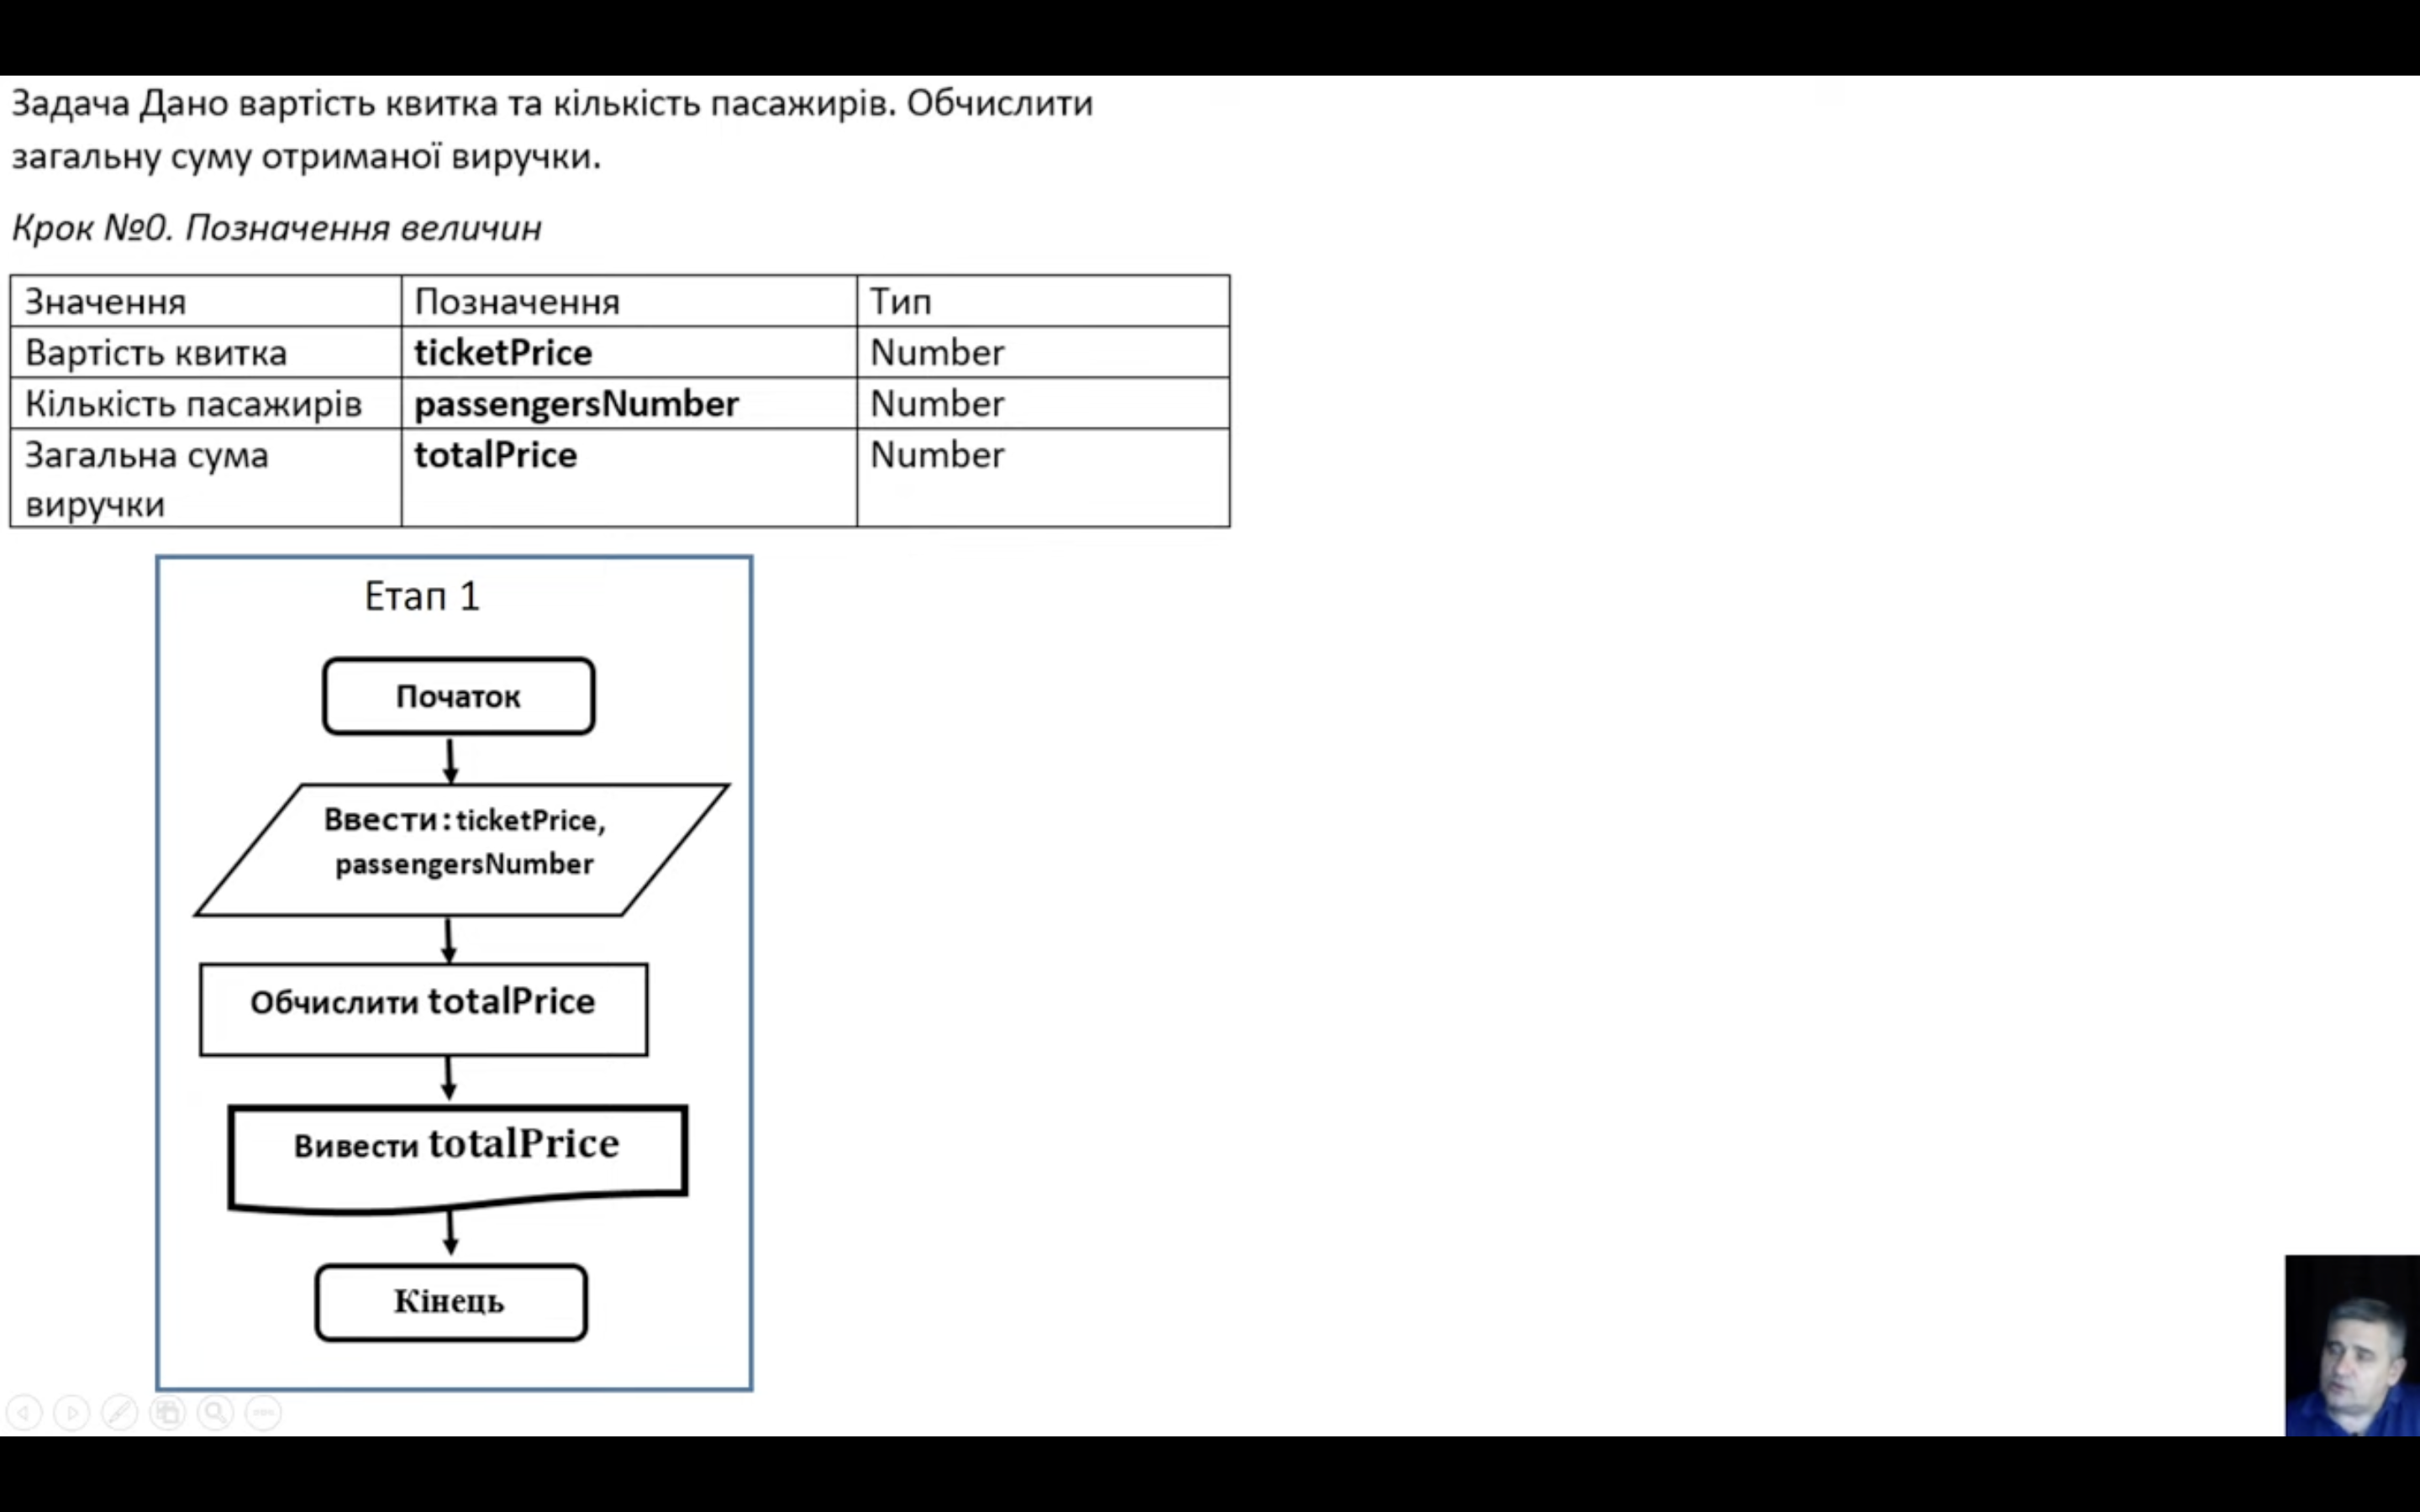 Задача Дано вартість квитка та кількість пасажирів. Обчислити
загальну суму отриманої виручки.
Крок №0. Позначення величин
Значення Позначення Тип
Вартість квитка ticketPrice Number
Кількість пасажирів passengersNumber Number
Загальна сума totalPrice Number
виручки
Етап 1
Початок
Ввести:ticketPrice,
passengersNumber
Обчислити totalPrice
Вивести totalPrice
Кінець